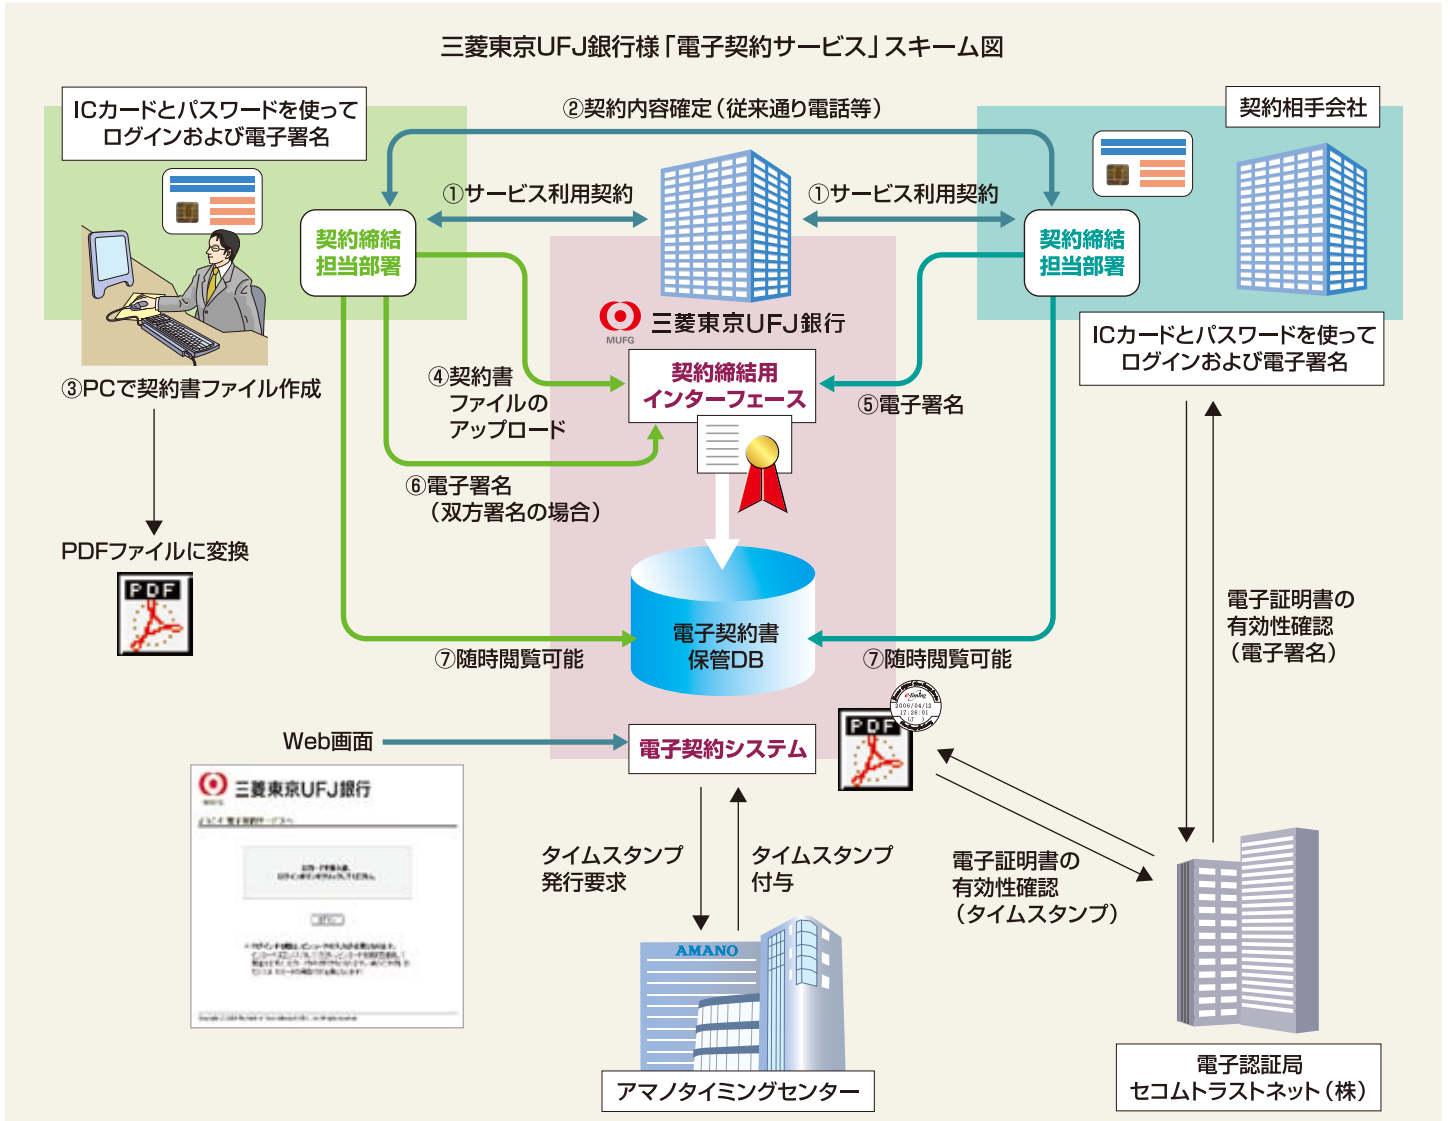 三菱東京UFJ銀行様「電子契約サービス」スキーム図
ICカードとパスワードを使って
ログインおよび電子署名
②契約内容確定（従来通り電話等）
契約相手会社
①サービス利用契約
①サービス利用契約
契約締結
担当部署
契約締結
担当部署
MUFG
三菱東京UFJ銀行
ICカードとパスワードを使って
ログインおよび電子署名
③PCで契約書ファイル作成
④契約書
ファイルの
アップロード
契約締結用
インターフェース
⑤電子署名
⑥電子署名
（双方署名の場合）
PDFファイルに変換
PDF
電子契約書
保管DB
⑦随時閲覧可能
⑦随時閲覧可能
電子証明書の
有効性確認
（電子署名）
e-timing
2006/04/12
17:26:01
(J )
PDF
Web画面
電子契約システム
三菱東京UFJ銀行
タイムスタンプ
発行要求
タイムスタンプ
付与
電子証明書の
有効性確認
（タイムスタンプ）
AMANO
アマノタイミングセンター
電子認証局
セコムトラストネット（株）